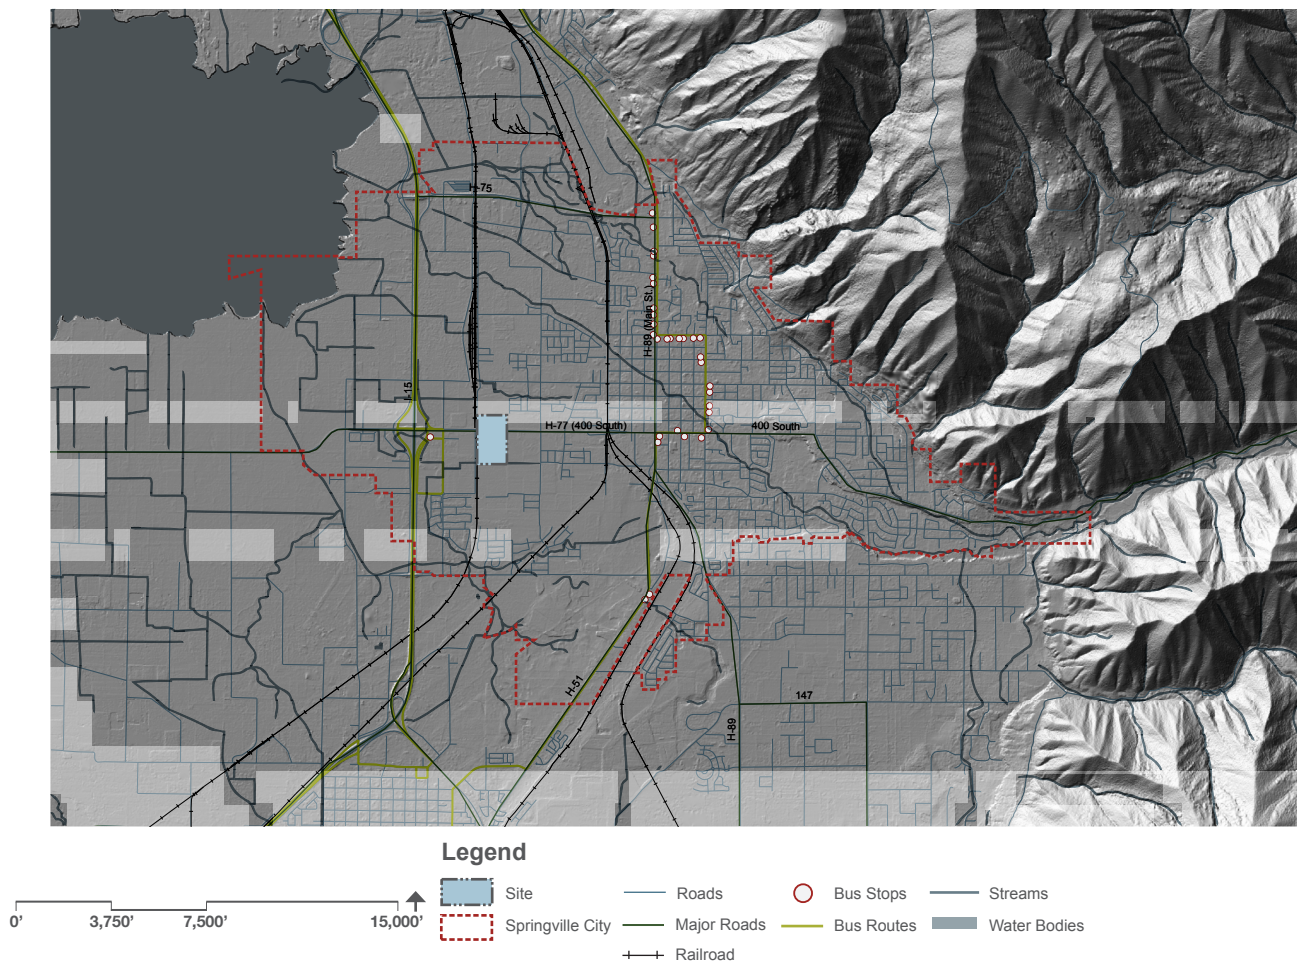 H-75
H-89 (Main St.)
I-15
H-77 (400 South)
400 South
H-51
147
H-89
Legend
Site
Roads
Bus Stops
Streams
Springville City
Major Roads
Bus Routes
Water Bodies
Railroad
0'
3,750'
7,500'
15,000'